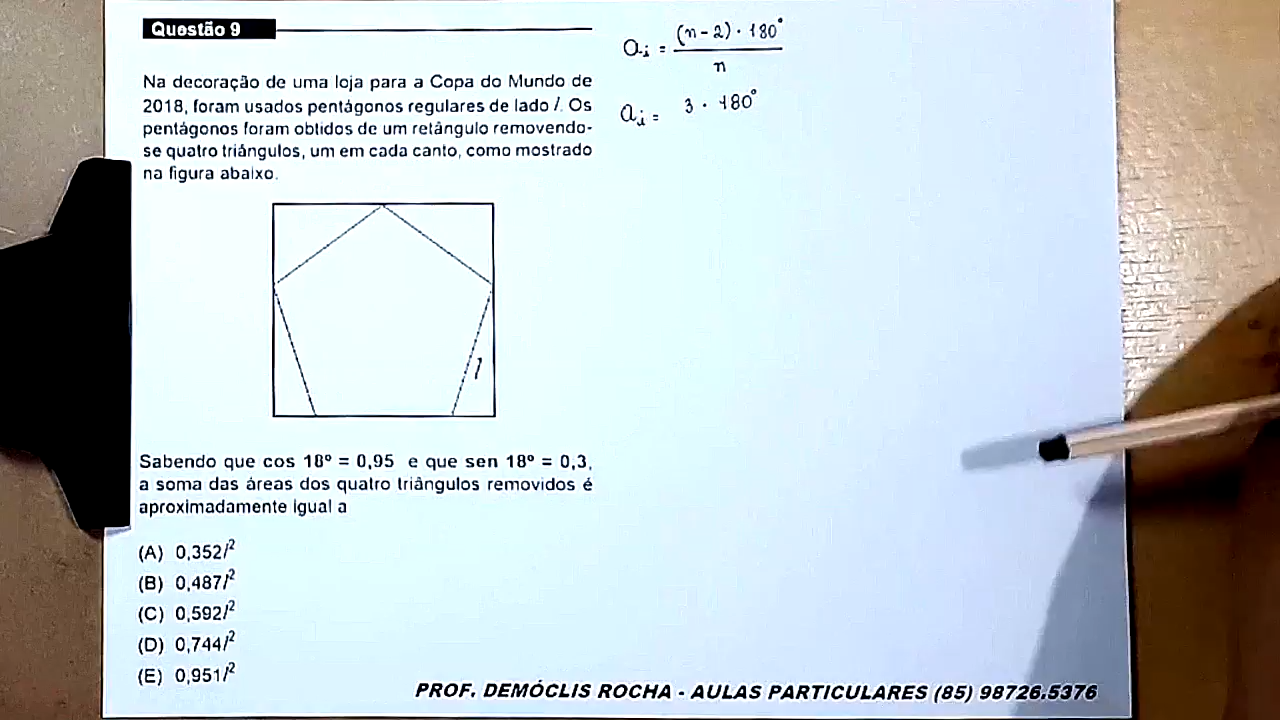 Questão 9
Na decoração de uma loja para a Copa do Mundo de
2018, foram usados pentágonos regulares de lado l. Os
pentágonos foram obtidos de um retângulo removendo-
se quatro triângulos, um em cada canto, como mostrado
na figura abaixo.
l
Sabendo que cos 18º = 0,95 e que sen 18º = 0,3,
a soma das áreas dos quatro triângulos removidos é
aproximadamente igual a
(A) 0,352l²
(B) 0,487l²
(C) 0,592l²
(D) 0,744l²
(E) 0,951l²
aᵢ = (n-2) · 180°
n
aᵢ = 3 · 180°
PROF. DEMÓCLIS ROCHA - AULAS PARTICULARES (85) 98726.5376